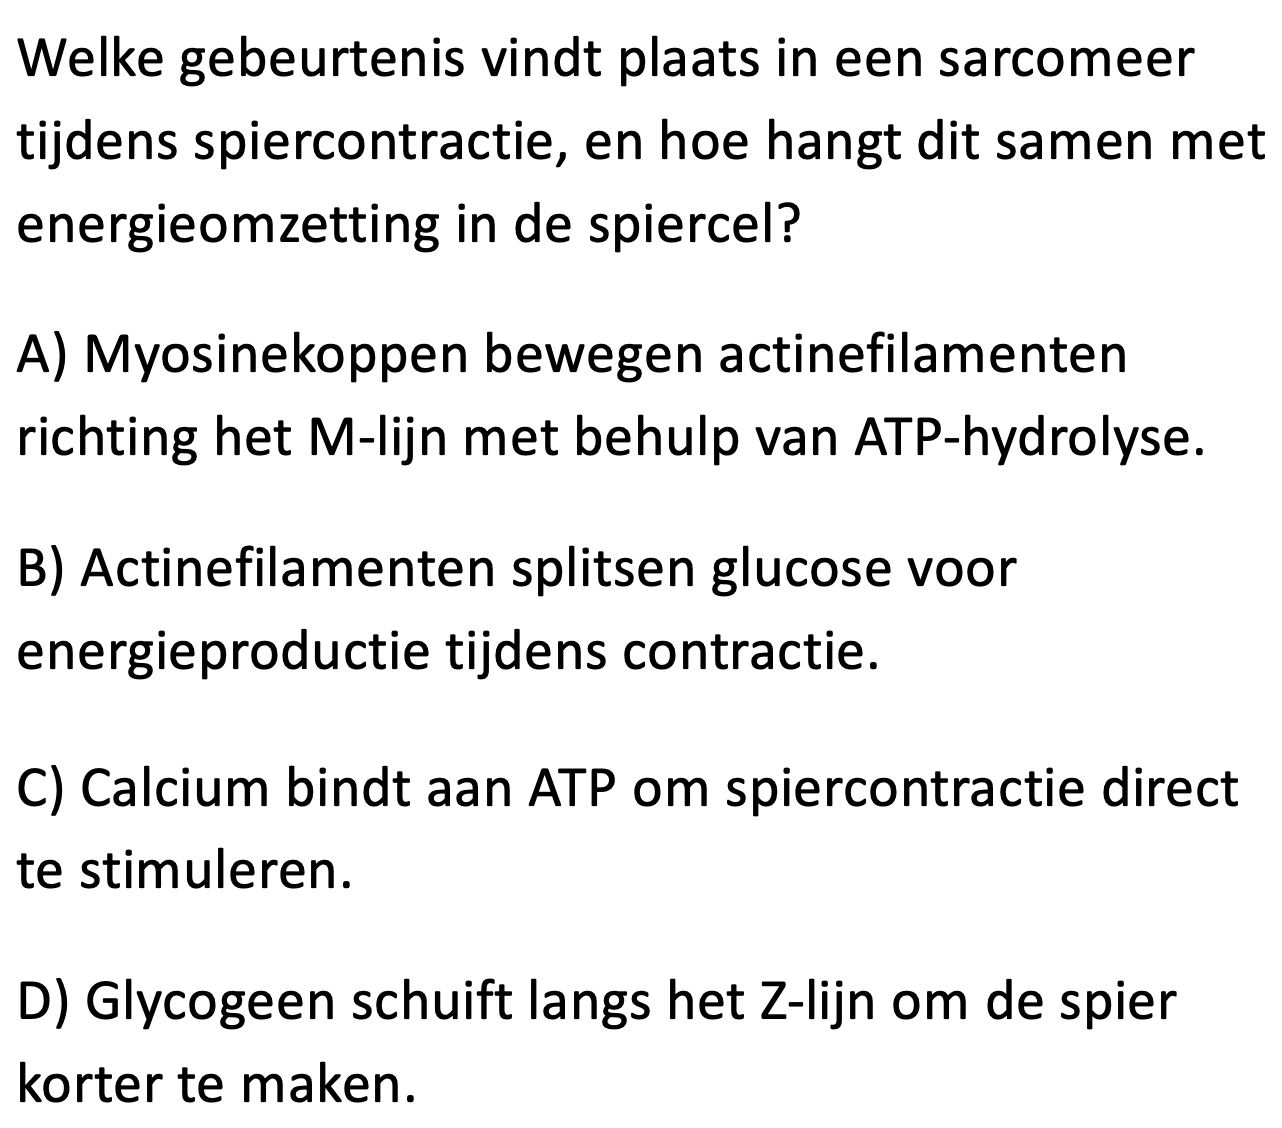 Welke gebeurtenis vindt plaats in een sarcomeer
tijdens spiercontractie, en hoe hangt dit samen met
energieomzetting in de spiercel?
A) Myosinekoppen bewegen actinefilamenten
richting het M-lijn met behulp van ATP-hydrolyse.
B) Actinefilamenten splitsen glucose voor
energieproductie tijdens contractie.
C) Calcium bindt aan ATP om spiercontractie direct
te stimuleren.
D) Glycogeen schuift langs het Z-lijn om de spier
korter te maken.